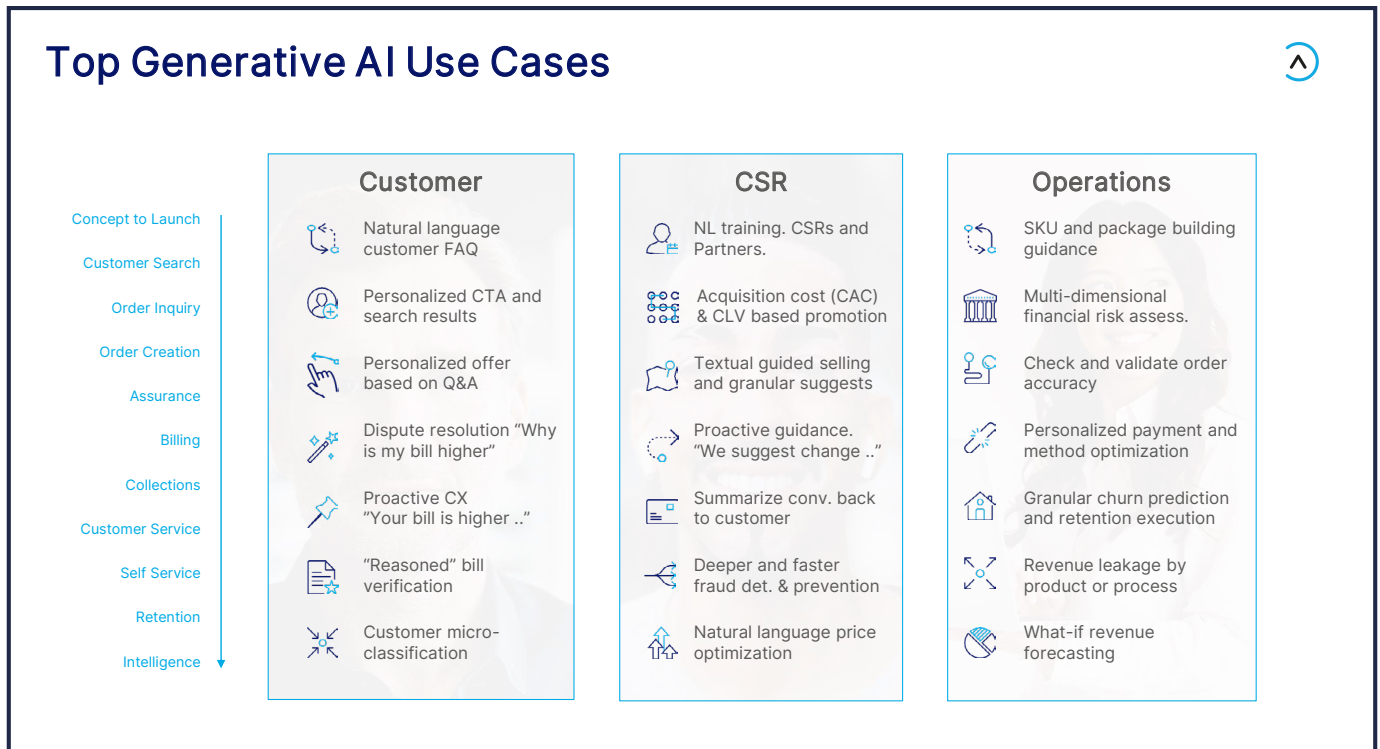 Top Generative AI Use Cases
Concept to Launch
Customer Search
Order Inquiry
Order Creation
Assurance
Billing
Collections
Customer Service
Self Service
Retention
Intelligence
Customer
Natural language
customer FAQ
Personalized CTA and
search results
Personalized offer
based on Q&A
Dispute resolution “Why
is my bill higher”
Proactive CX
”Your bill is higher ..”
“Reasoned” bill
verification
Customer micro-
classification
CSR
NL training. CSRs and
Partners.
Acquisition cost (CAC)
& CLV based promotion
Textual guided selling
and granular suggests
Proactive guidance.
“We suggest change ..”
Summarize conv. back
to customer
Deeper and faster
fraud det. & prevention
Natural language price
optimization
Operations
SKU and package building
guidance
Multi-dimensional
financial risk assess.
Check and validate order
accuracy
Personalized payment and
method optimization
Granular churn prediction
and retention execution
Revenue leakage by
product or process
What-if revenue
forecasting